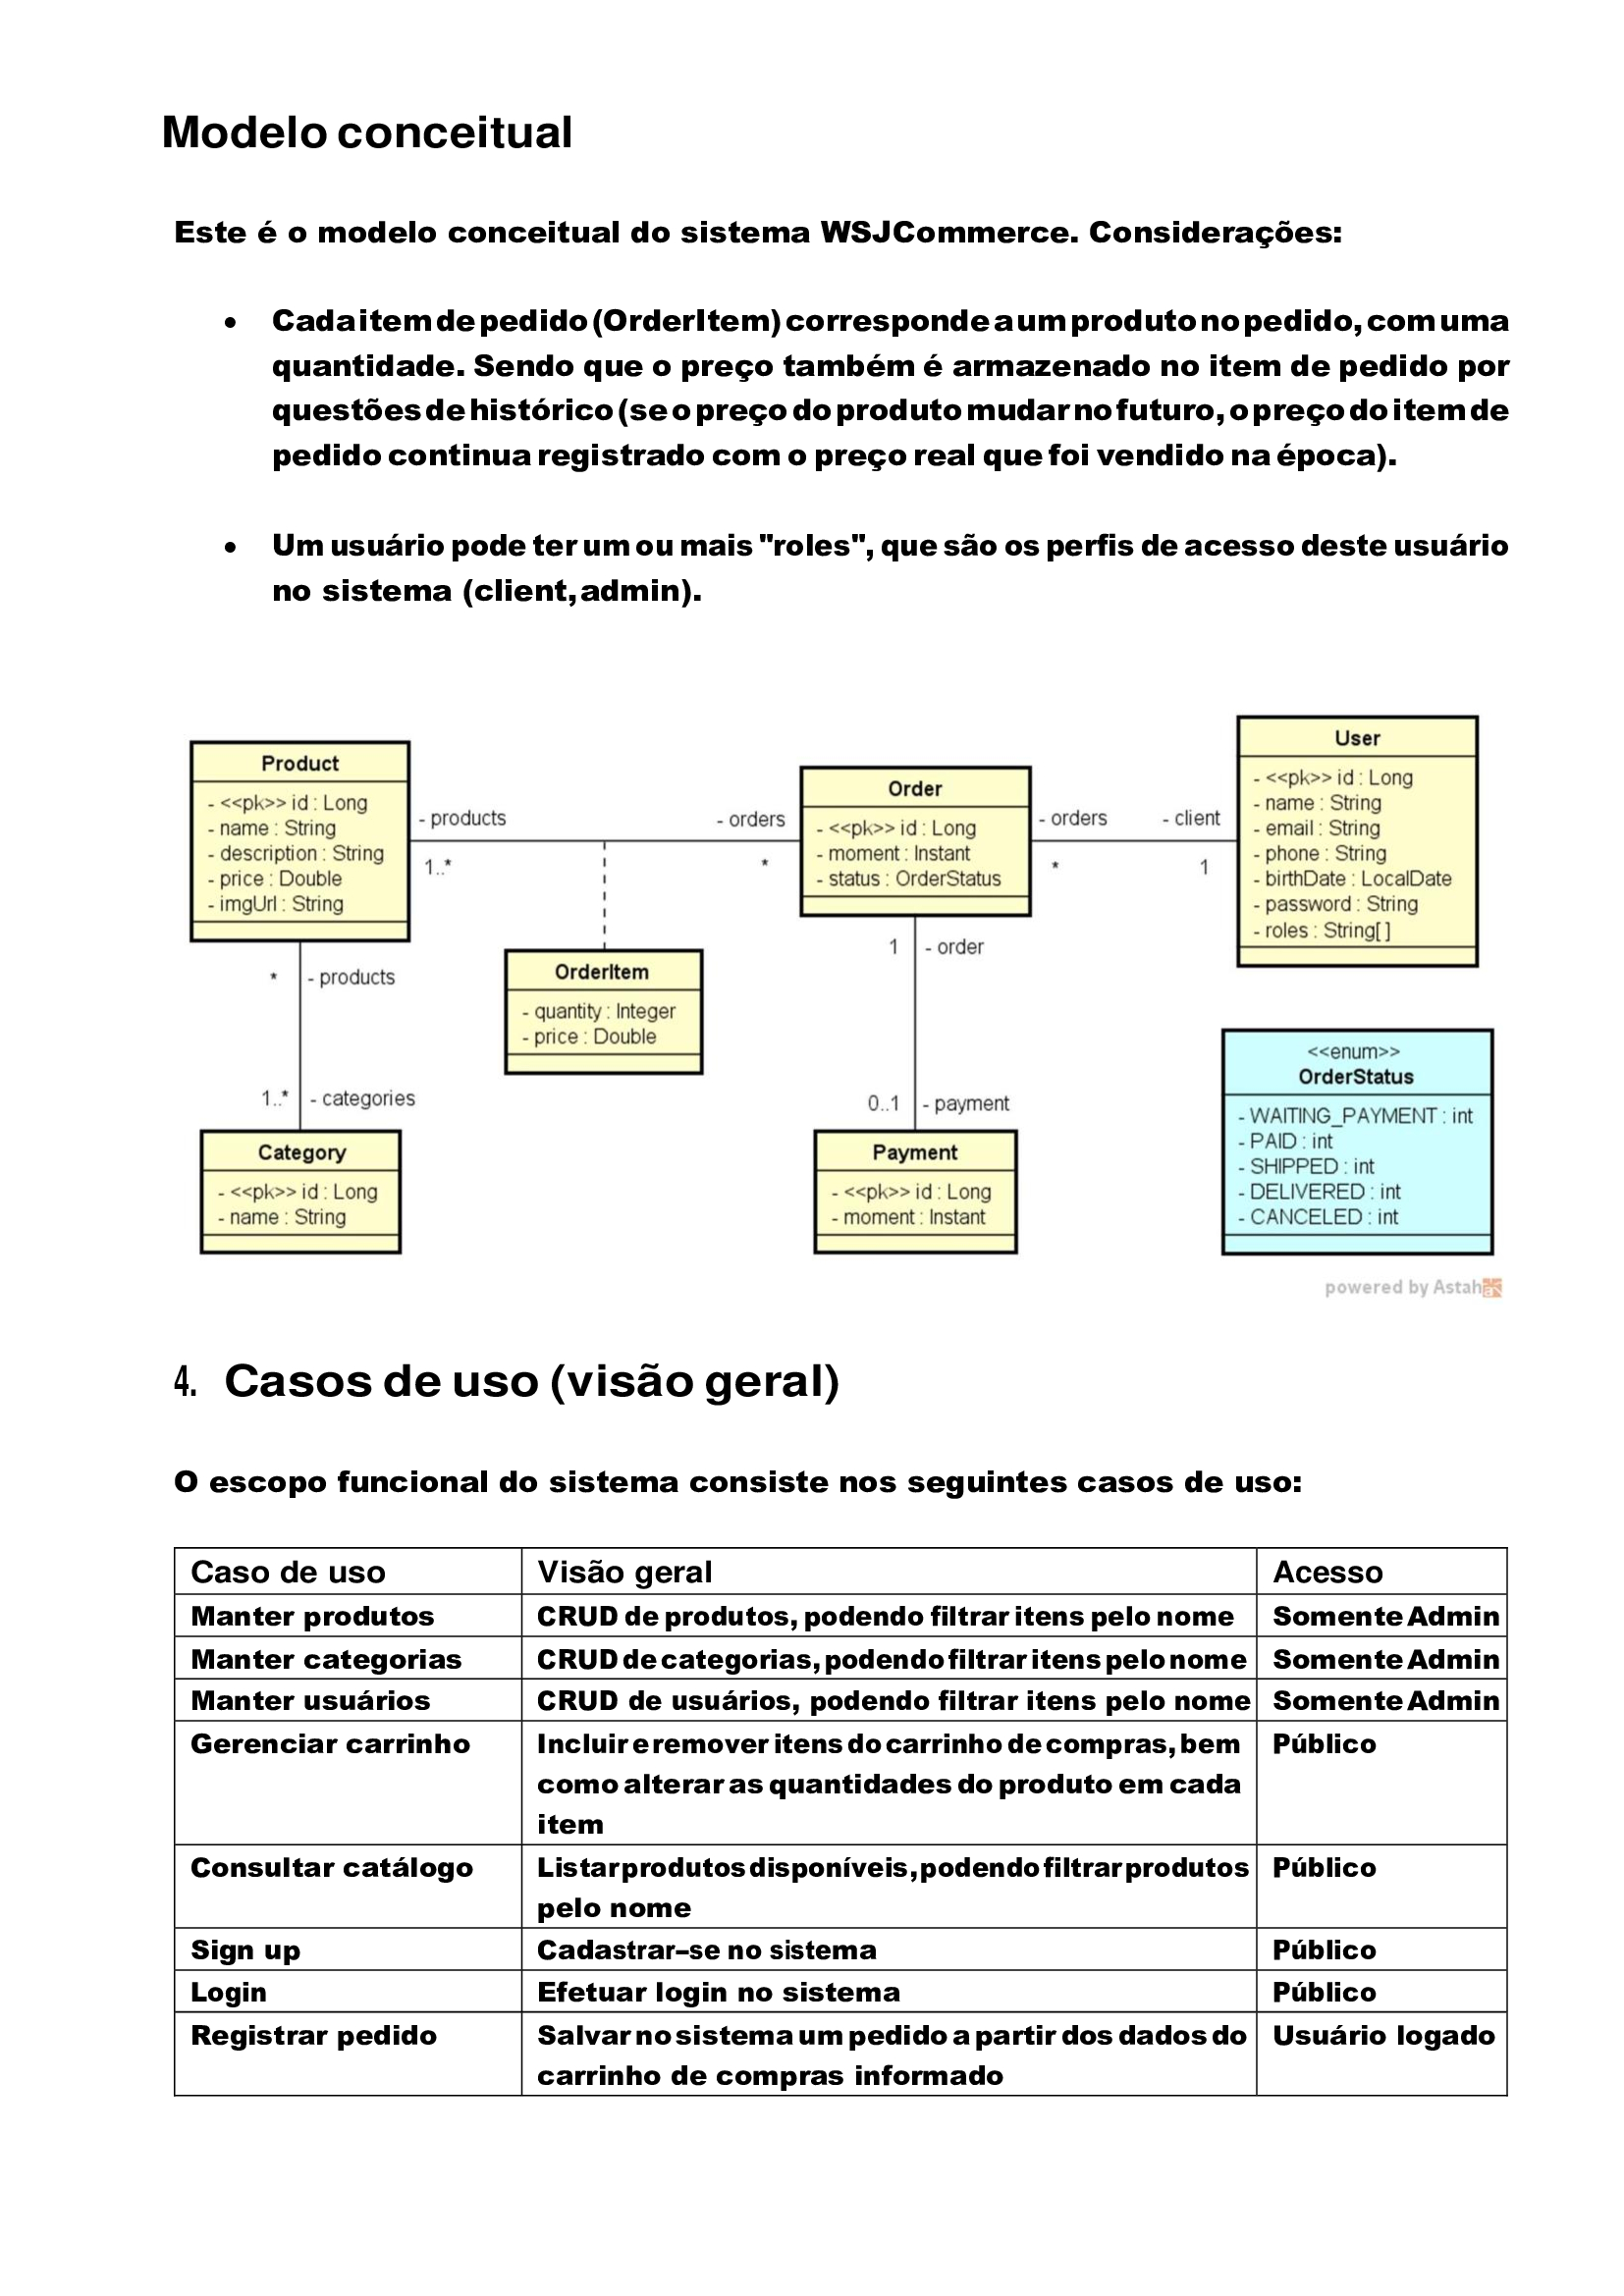 Modelo conceitual
Este é o modelo conceitual do sistema WSJCommerce. Considerações:
• Cada item de pedido (OrderItem) corresponde a um produto no pedido, com uma
quantidade. Sendo que o preço também é armazenado no item de pedido por
questões de histórico (se o preço do produto mudar no futuro, o preço do item de
pedido continua registrado com o preço real que foi vendido na época).
• Um usuário pode ter um ou mais "roles", que são os perfis de acesso deste usuário
no sistema (client, admin).
Product
- <<pk>> id : Long
- name : String
- description : String
- price : Double
- imgUrl : String
- products
1..*
- orders
*
Order
- <<pk>> id : Long
- moment : Instant
- status : OrderStatus
- orders
*
- client
1
User
- <<pk>> id : Long
- name : String
- email : String
- phone : String
- birthDate : LocalDate
- password : String
- roles : String[ ]
* - products
1..* - categories
OrderItem
- quantity : Integer
- price : Double
1 - order
0..1 - payment
Category
- <<pk>> id : Long
- name : String
Payment
- <<pk>> id : Long
- moment : Instant
<<enum>>
OrderStatus
- WAITING_PAYMENT : int
- PAID : int
- SHIPPED : int
- DELIVERED : int
- CANCELED : int
powered by Astah
4. Casos de uso (visão geral)
O escopo funcional do sistema consiste nos seguintes casos de uso:
Caso de uso Visão geral Acesso
Manter produtos CRUD de produtos, podendo filtrar itens pelo nome Somente Admin
Manter categorias CRUD de categorias, podendo filtrar itens pelo nome Somente Admin
Manter usuários CRUD de usuários, podendo filtrar itens pelo nome Somente Admin
Gerenciar carrinho Incluir e remover itens do carrinho de compras, bem Público
como alterar as quantidades do produto em cada
item
Consultar catálogo Listar produtos disponíveis, podendo filtrar produtos Público
pelo nome
Sign up Cadastrar-se no sistema Público
Login Efetuar login no sistema Público
Registrar pedido Salvar no sistema um pedido a partir dos dados do Usuário logado
carrinho de compras informado